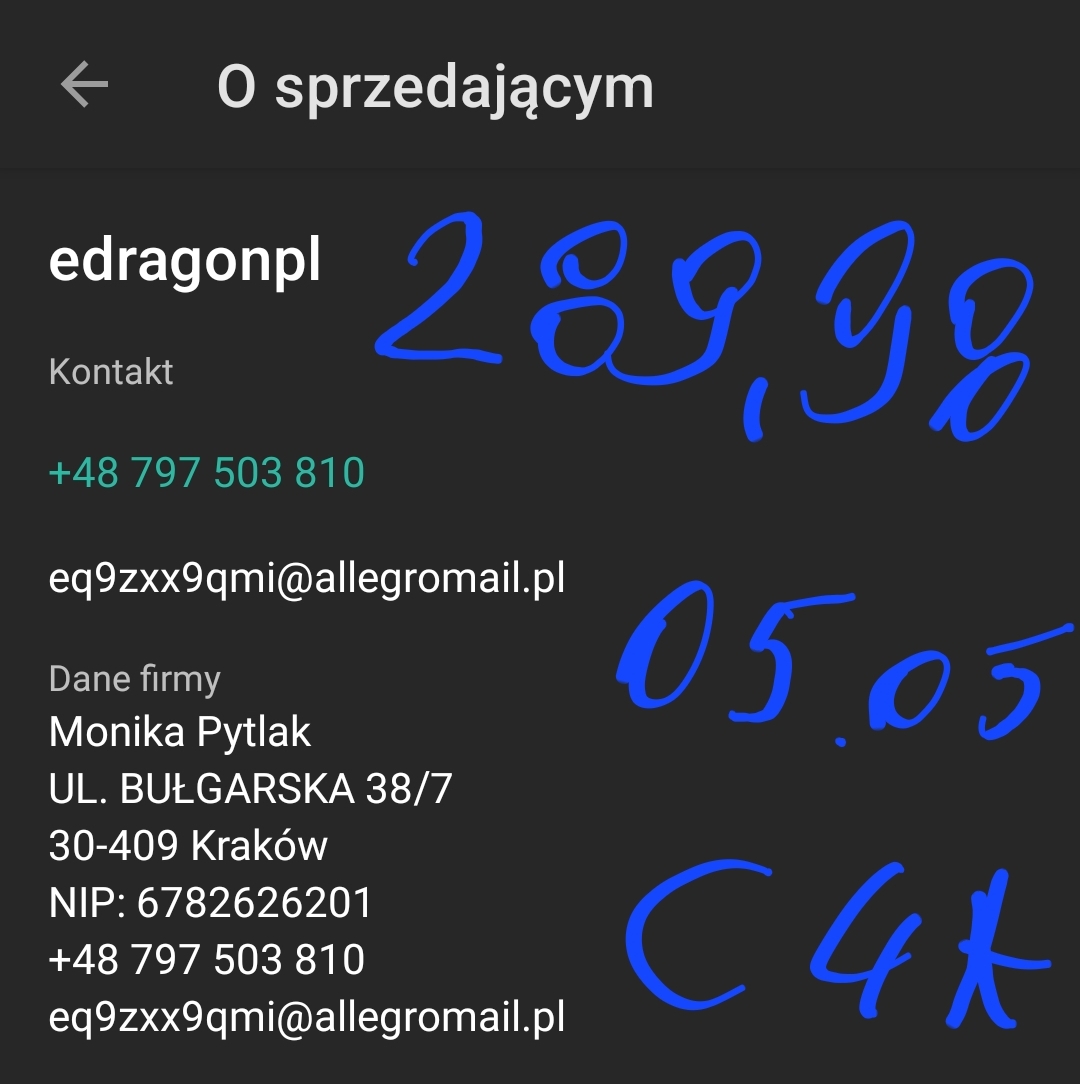 O sprzedającym
edragonpl
289,98
Kontakt
+48 797 503 810
eq9zxx9qmi@allegromail.pl
05.05
Dane firmy
Monika Pytlak
UL. BUŁGARSKA 38/7
30-409 Kraków
NIP: 6782626201
C4A
+48 797 503 810
eq9zxx9qmi@allegromail.pl